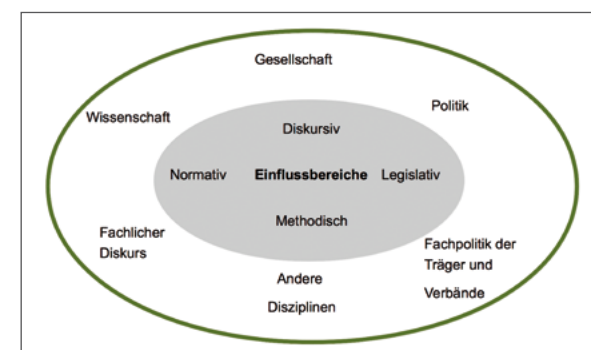 Gesellschaft
Wissenschaft
Politik
Diskursiv
Normativ
Einflussbereiche
Legislativ
Methodisch
Fachlicher
Diskurs
Fachpolitik der
Träger und
Verbände
Andere
Disziplinen